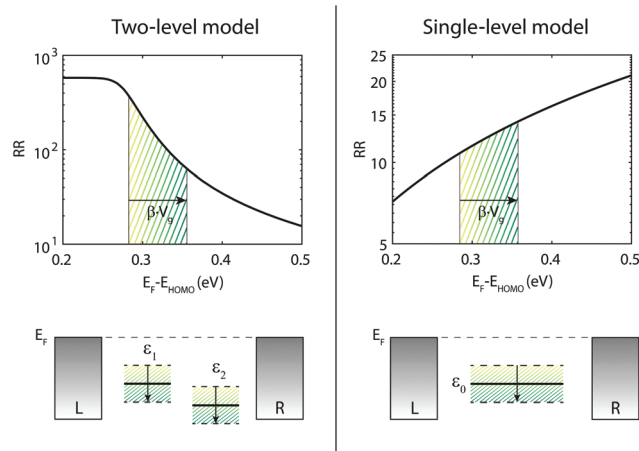 Two-level model
10³
RR
10²
10¹
β·V_g
0.2 0.3 0.4 0.5
E_F-E_HOMO (eV)
E_F
ε₁
ε₂
L
R
Single-level model
25
20
15
RR
10
5
β·V_g
0.2 0.3 0.4 0.5
E_F-E_HOMO (eV)
E_F
ε₀
L
R